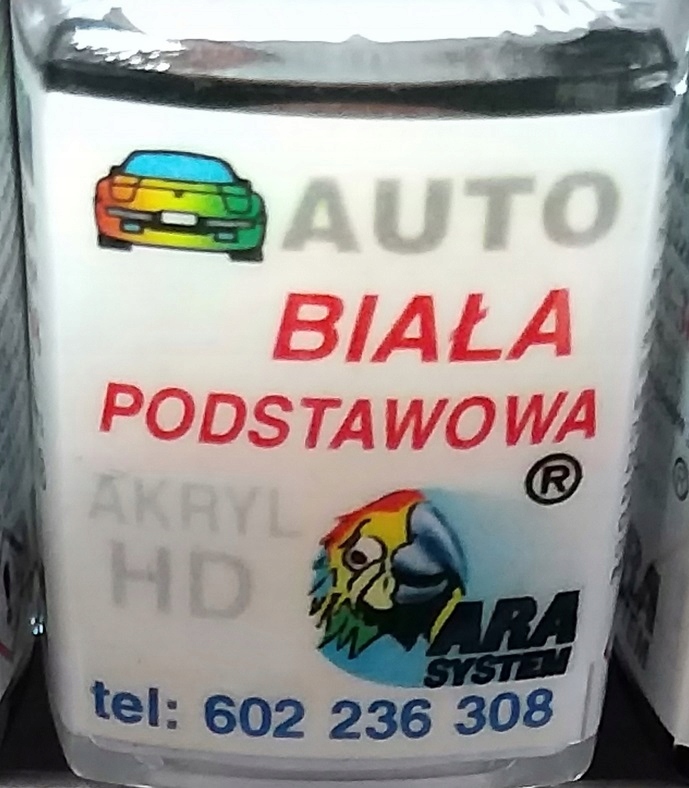 AUTO
BIAŁA
PODSTAWOWA
®
AKRYL
HD
ARA
SYSTEM
tel: 602 236 308